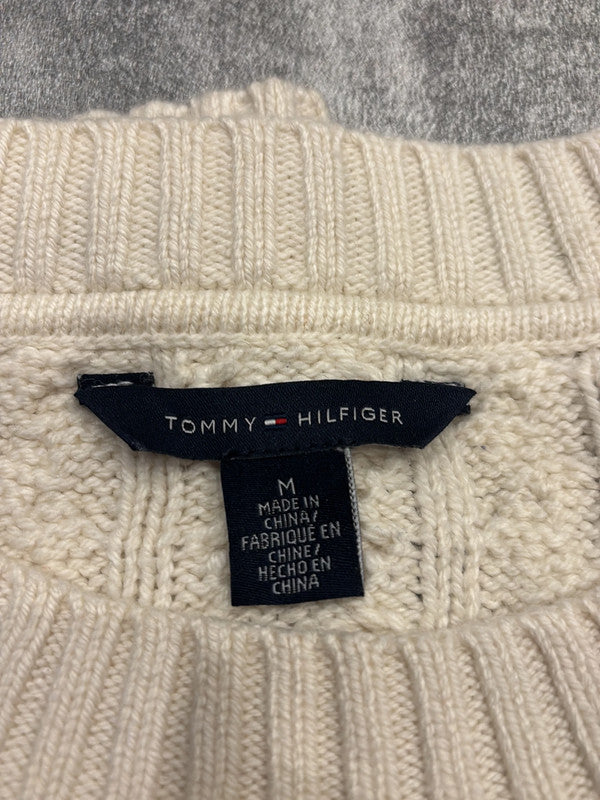 TOMMY HILFIGER
M
MADE IN
CHINA/
FABRIQUÉ EN
CHINE/
HECHO EN
CHINA